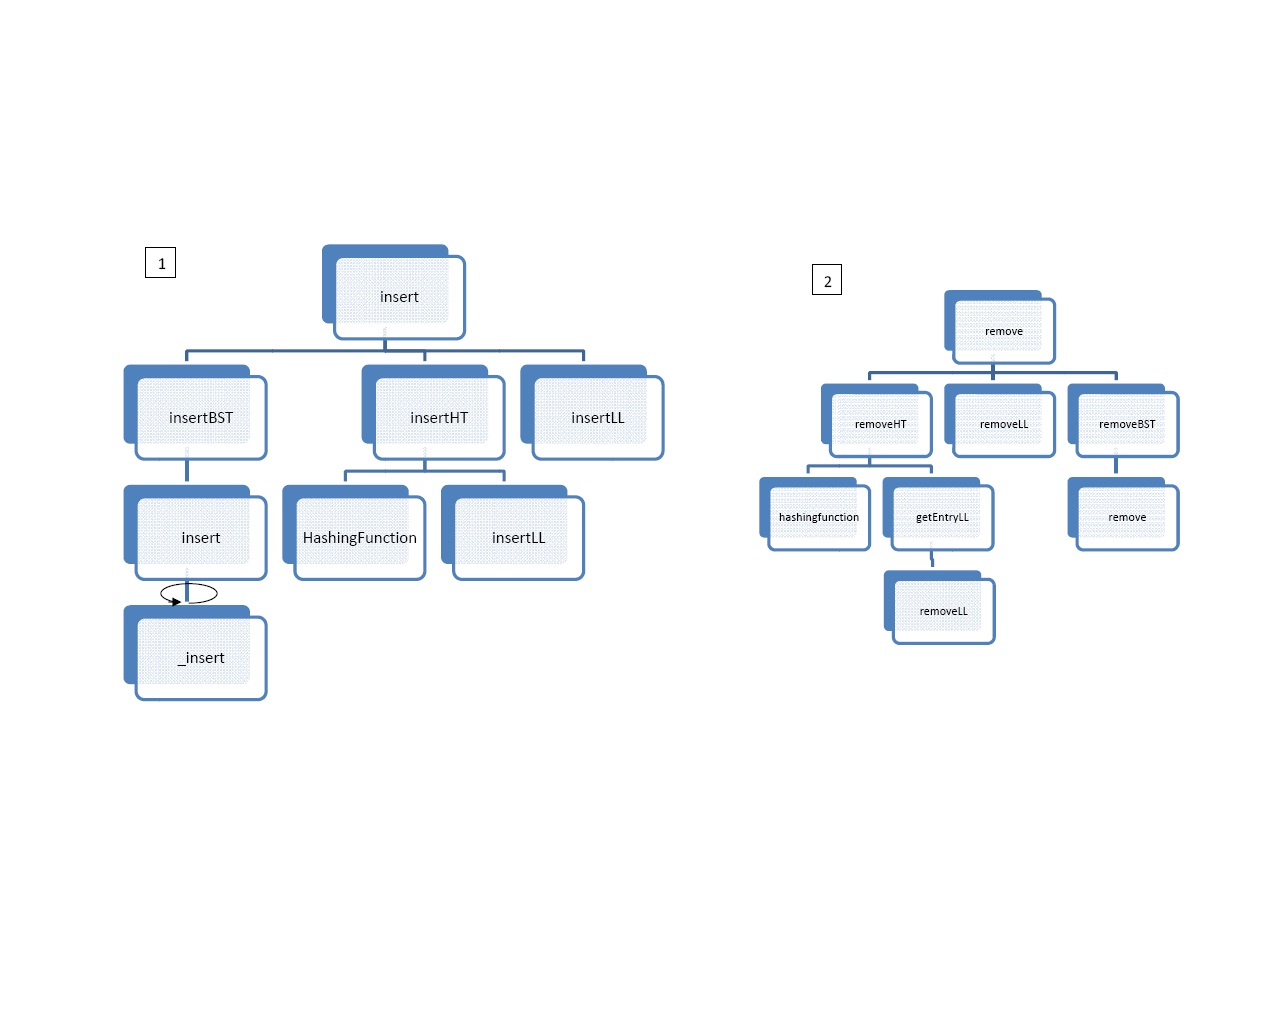 1
insert
insertBST
insertHT
insertLL
insert
HashingFunction
insertLL
_insert
2
remove
removeHT
removeLL
removeBST
hashingfunction
getEntryLL
remove
removeLL